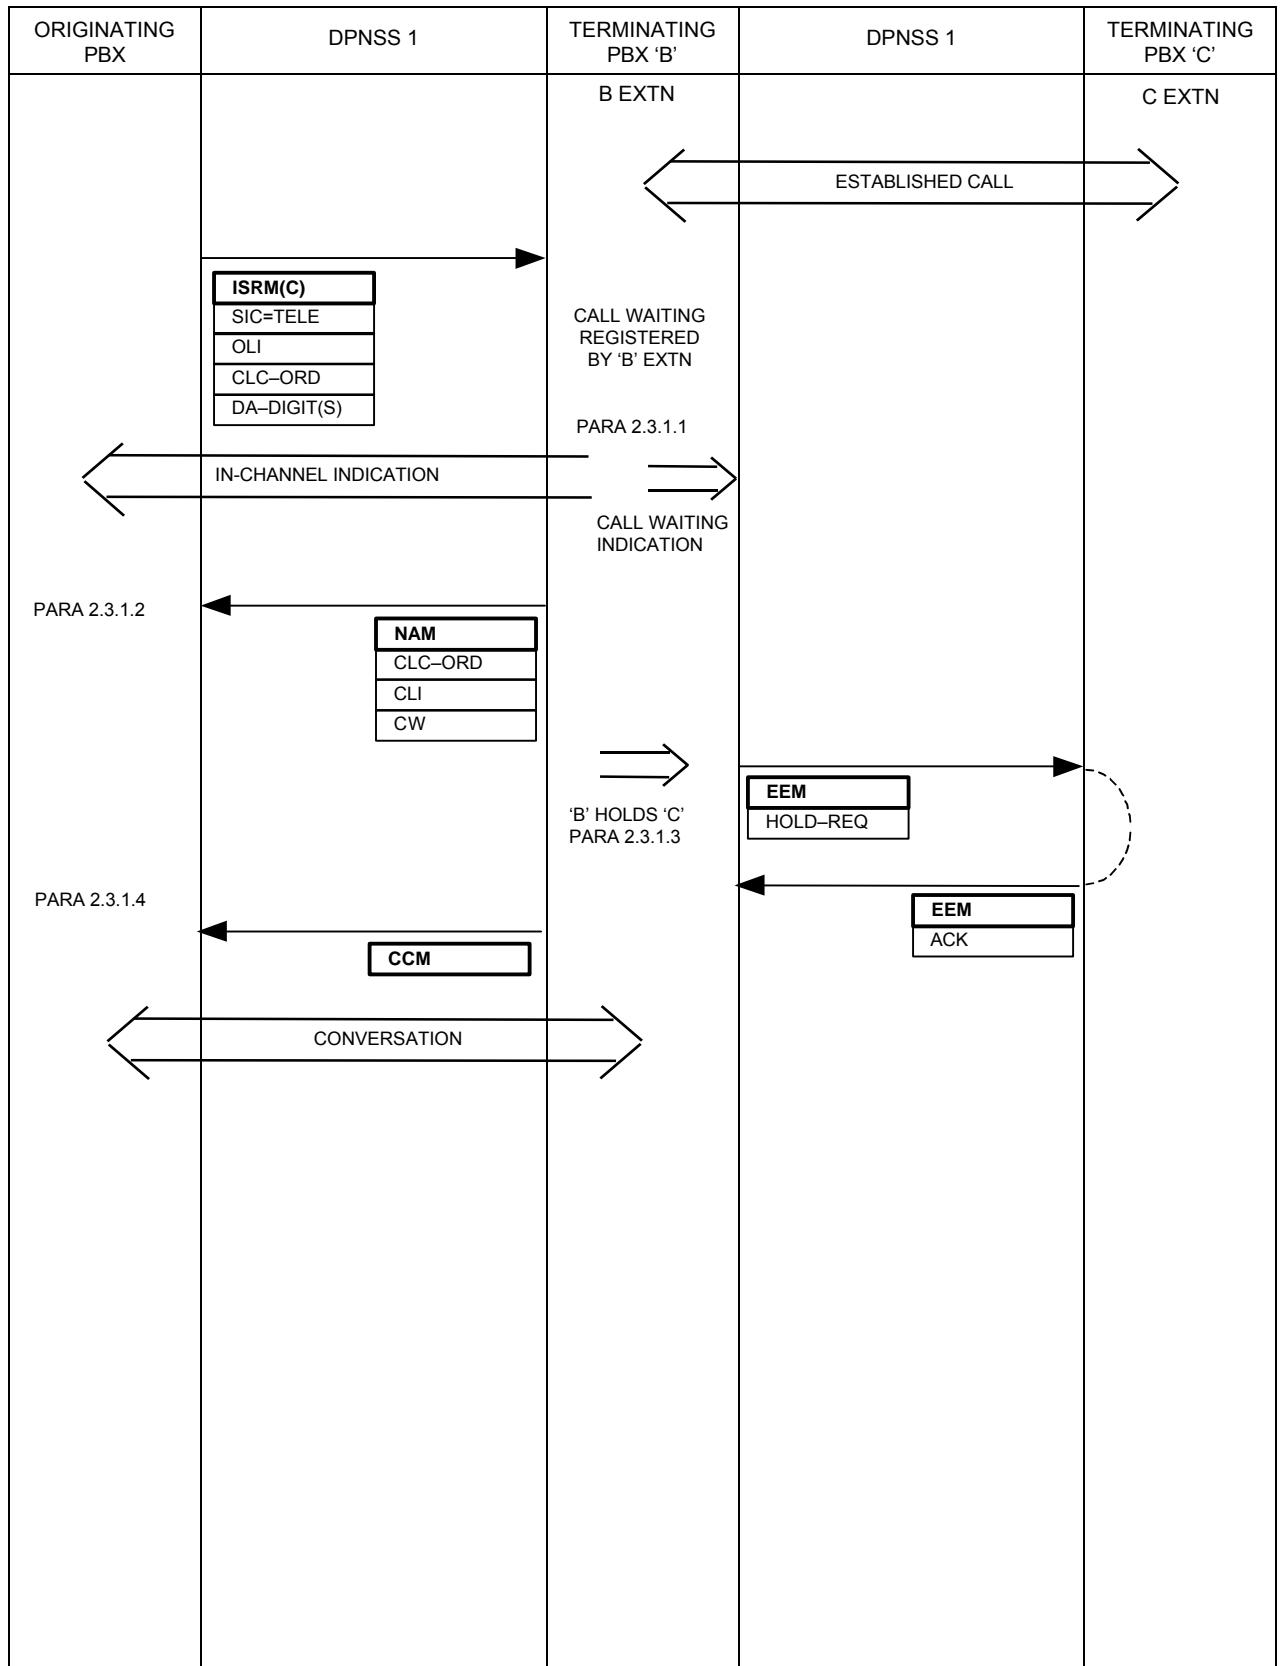 ORIGINATING
PBX
DPNSS 1
TERMINATING
PBX ‘B’
DPNSS 1
TERMINATING
PBX ‘C’
B EXTN
C EXTN
ESTABLISHED CALL
ISRM(C)
SIC=TELE
OLI
CLC–ORD
DA–DIGIT(S)
CALL WAITING
REGISTERED
BY ‘B’ EXTN
PARA 2.3.1.1
IN-CHANNEL INDICATION
CALL WAITING
INDICATION
PARA 2.3.1.2
NAM
CLC–ORD
CLI
CW
‘B’ HOLDS ‘C’
PARA 2.3.1.3
EEM
HOLD–REQ
PARA 2.3.1.4
EEM
ACK
CCM
CONVERSATION